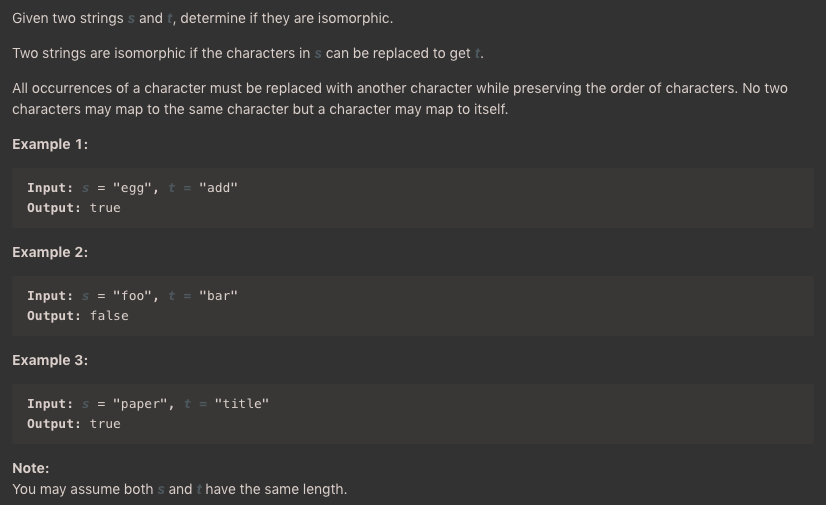 Given two strings s and t, determine if they are isomorphic.
Two strings are isomorphic if the characters in s can be replaced to get t.
All occurrences of a character must be replaced with another character while preserving the order of characters. No two
characters may map to the same character but a character may map to itself.
Example 1:
Input: s = "egg", t = "add"
Output: true
Example 2:
Input: s = "foo", t = "bar"
Output: false
Example 3:
Input: s = "paper", t = "title"
Output: true
Note:
You may assume both s and t have the same length.